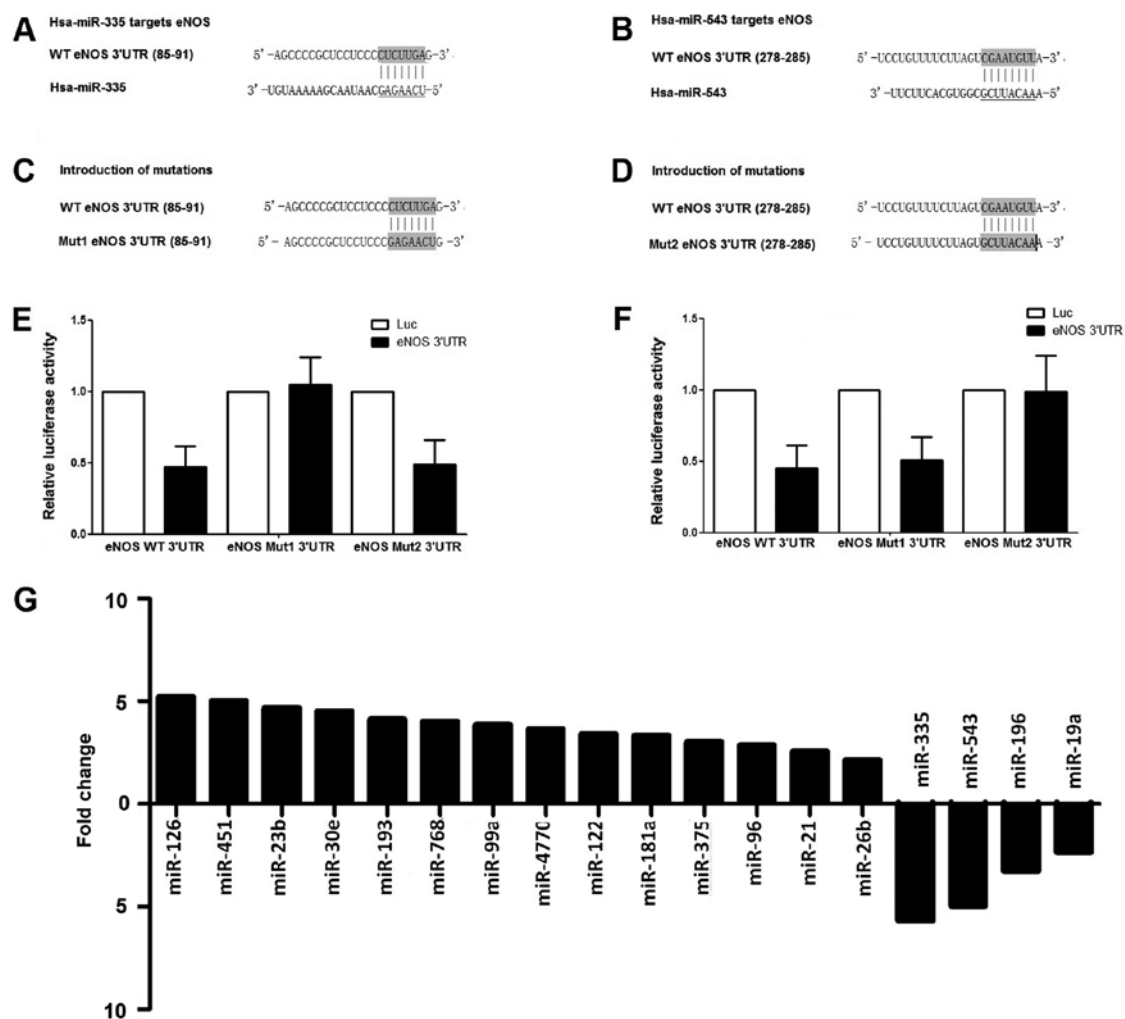 A
Hsa-miR-335 targets eNOS
WT eNOS 3'UTR (85-91) 5' -AGCCCCGCUCCUCCCCUCUUGAG-3'
Hsa-miR-335 3' -UGUAAAAAGCAAUAACGAGAACU-5'
B
Hsa-miR-543 targets eNOS
WT eNOS 3'UTR (278-285) 5' -UCCUGUUUUCUUAGUCGAAUGUUA-3'
Hsa-miR-543 3' -UUCUUCACGUGGCGCUUACAAA-5'
C
Introduction of mutations
WT eNOS 3'UTR (85-91) 5' -AGCCCCGCUCCUCCCCUCUUGAG-3'
Mut1 eNOS 3'UTR (85-91) 5' -AGCCCCGCUCCUCCCGAGAACUG-3'
D
Introduction of mutations
WT eNOS 3'UTR (278-285) 5' -UCCUGUUUUCUUAGUCGAAUGUUA-3'
Mut2 eNOS 3'UTR (278-285) 5' -UCCUGUUUUCUUAGUGCUUACAAA-3'
E
Relative luciferase activity
1.5
1.0
0.5
0.0
Luc
eNOS 3'UTR
eNOS WT 3'UTR eNOS Mut1 3'UTR eNOS Mut2 3'UTR
F
Relative luciferase activity
1.5
1.0
0.5
0.0
Luc
eNOS 3'UTR
eNOS WT 3'UTR eNOS Mut1 3'UTR eNOS Mut2 3'UTR
G
Fold change
10
5
0
5
10
miR-126
miR-451
miR-23b
miR-30e
miR-193
miR-768
miR-99a
miR-4770
miR-122
miR-181a
miR-375
miR-96
miR-21
miR-26b
miR-335
miR-543
miR-196
miR-19a